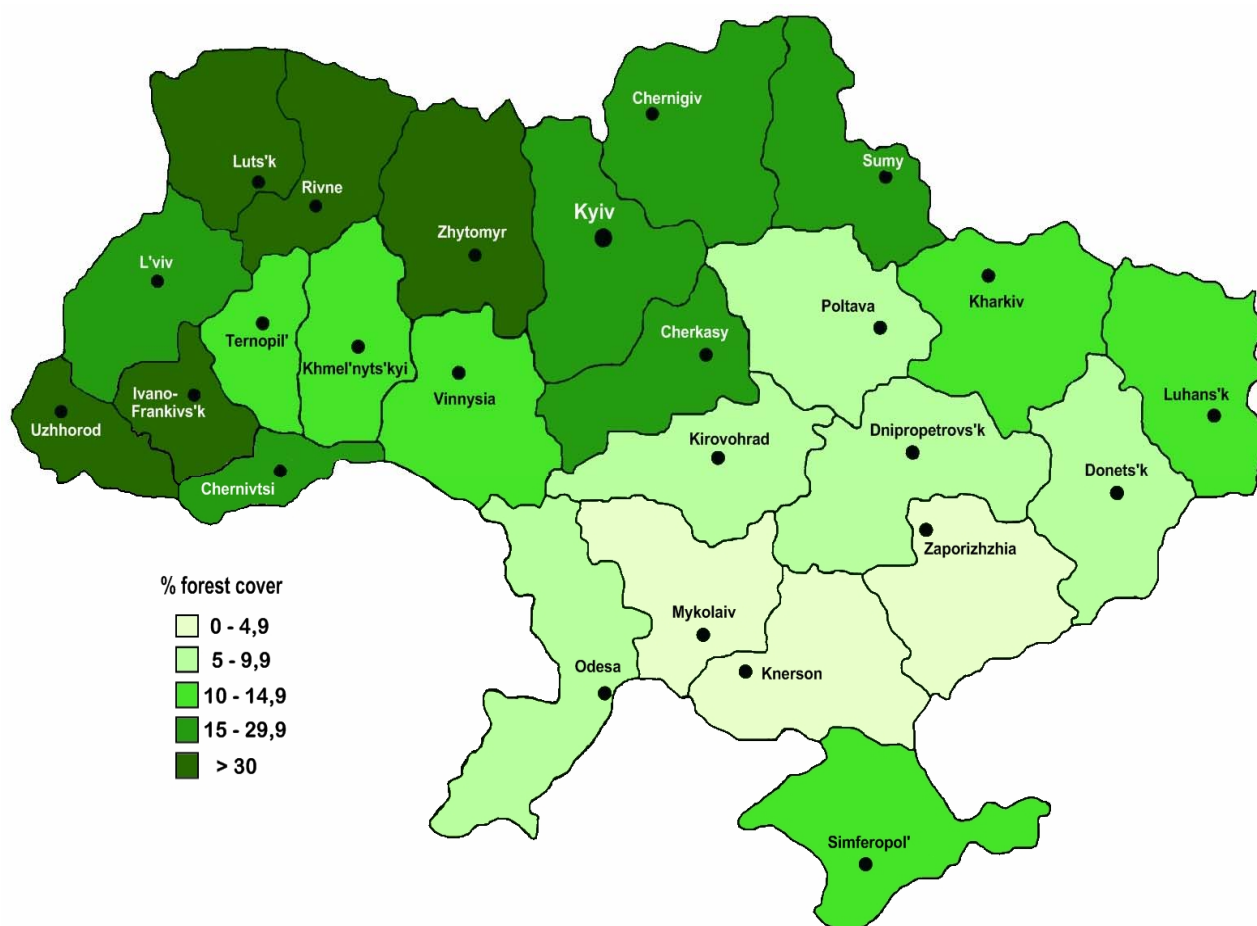 Chernigiv
Sumy
Luts'k
Rivne
Kyiv
Zhytomyr
L'viv
Kharkiv
Poltava
Ternopil'
Cherkasy
Khmel'nyts'kyi
Vinnysia
Luhans'k
Ivano-
Frankivs'k
Uzhhorod
Dnipropetrovs'k
Kirovohrad
Donets'k
Chernivtsi
Zaporizhzhia
% forest cover
0 - 4,9
5 - 9,9
10 - 14,9
15 - 29,9
> 30
Mykolaiv
Odesa
Knerson
Simferopol'